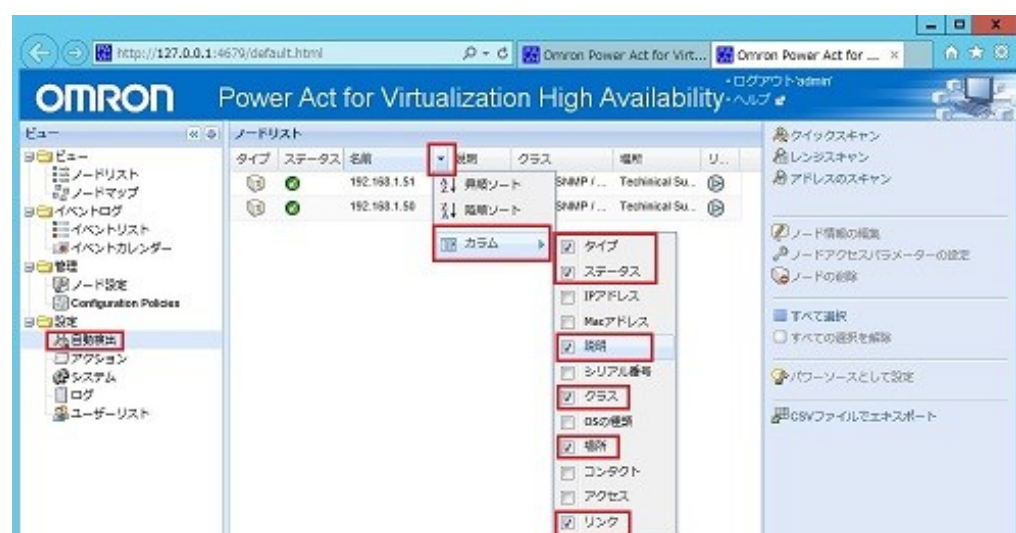 http://127.0.0.1:4679/default.html
Omron Power Act for Virt...
Omron Power Act for ...
OMRON
Power Act for Virtualization High Availability
・ログアウト'admin'
・ヘルプ
ビュー
ノードリスト
クイックスキャン
レンジスキャン
アドレスのスキャン
ビュー
ノードリスト
ノードマップ
イベントログ
イベントリスト
イベントカレンダー
管理
ノード設定
Configuration Policies
設定
自動検出
アクション
システム
ログ
ユーザーリスト
タイプ ステータス 名前 説明 クラス 場所 リ...
192.168.1.51 SNMP / ... Techinical Su...
192.168.1.50 SNMP / ... Techinical Su...
昇順ソート
降順ソート
カラム
タイプ
ステータス
IPアドレス
Macアドレス
説明
シリアル番号
クラス
OSの種類
場所
コンタクト
アクセス
リンク
ノード情報の編集
ノードアクセスパラメーターの設定
ノードの削除
すべて選択
すべての選択を解除
パワーソースとして設定
CSVファイルでエキスポート